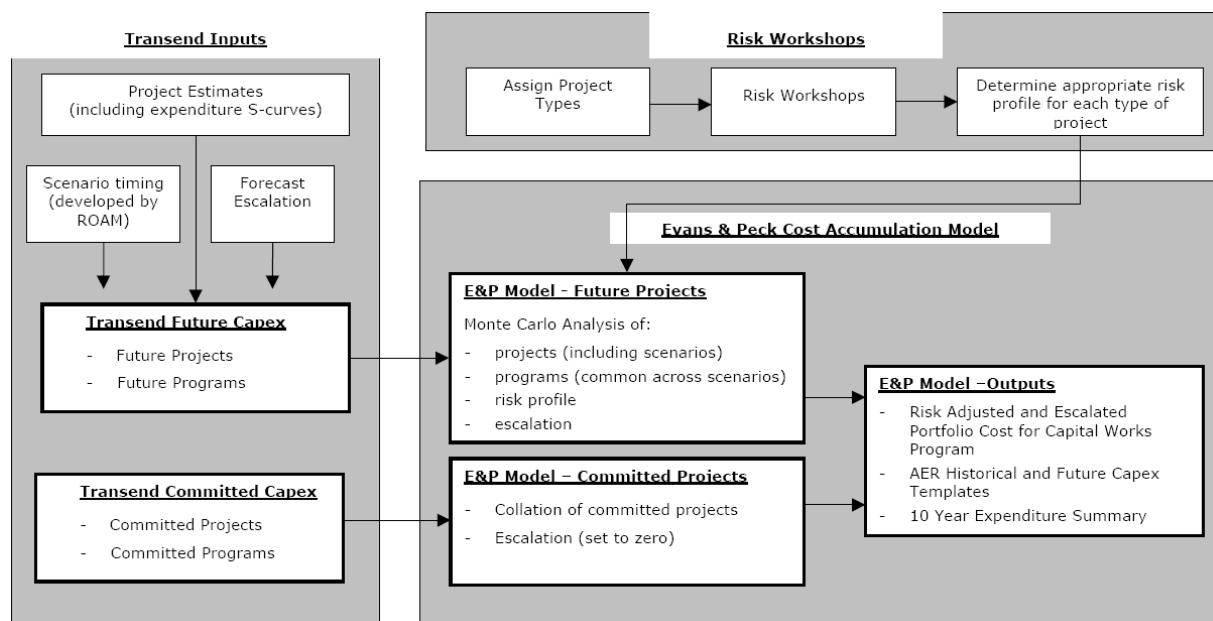 Transend Inputs
Project Estimates
(including expenditure S-curves)
Scenario timing
(developed by
ROAM)
Forecast
Escalation
Transend Future Capex
- Future Projects
- Future Programs
Transend Committed Capex
- Committed Projects
- Committed Programs
Risk Workshops
Assign Project
Types
Risk Workshops
Determine appropriate risk
profile for each type of
project
Evans & Peck Cost Accumulation Model
E&P Model - Future Projects
Monte Carlo Analysis of:
- projects (including scenarios)
- programs (common across scenarios)
- risk profile
- escalation
E&P Model – Committed Projects
- Collation of committed projects
- Escalation (set to zero)
E&P Model –Outputs
- Risk Adjusted and Escalated
Portfolio Cost for Capital Works
Program
- AER Historical and Future Capex
Templates
- 10 Year Expenditure Summary